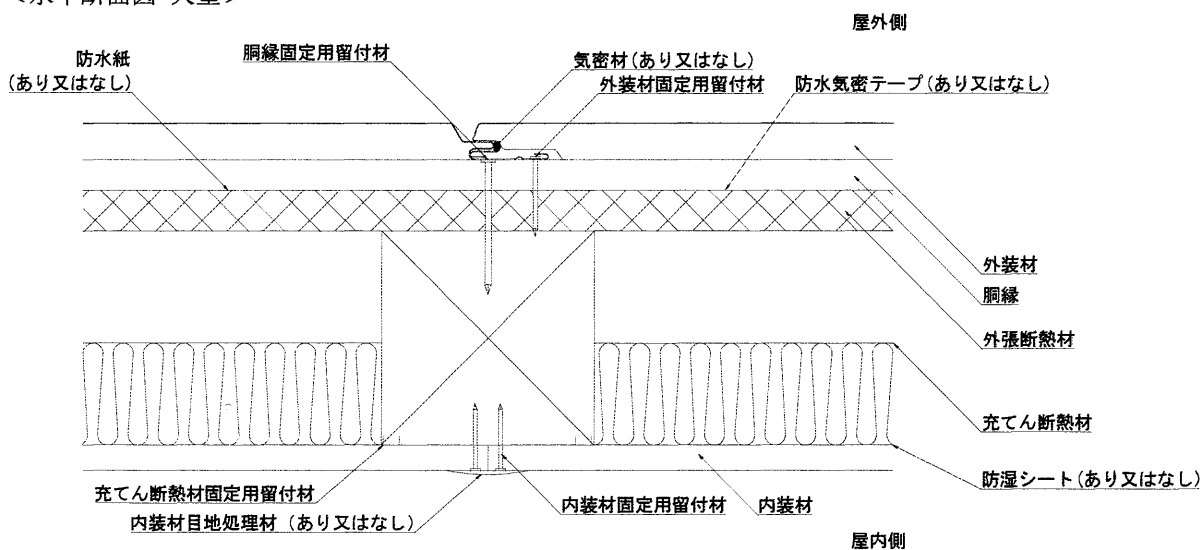 屋外側
胴縁固定用留付材
防水紙
(あり又はなし)
気密材(あり又はなし)
外装材固定用留付材
防水気密テープ(あり又はなし)
外装材
胴縁
外張断熱材
充てん断熱材
防湿シート(あり又はなし)
充てん断熱材固定用留付材
内装材目地処理材 (あり又はなし)
内装材固定用留付材
内装材
屋内側